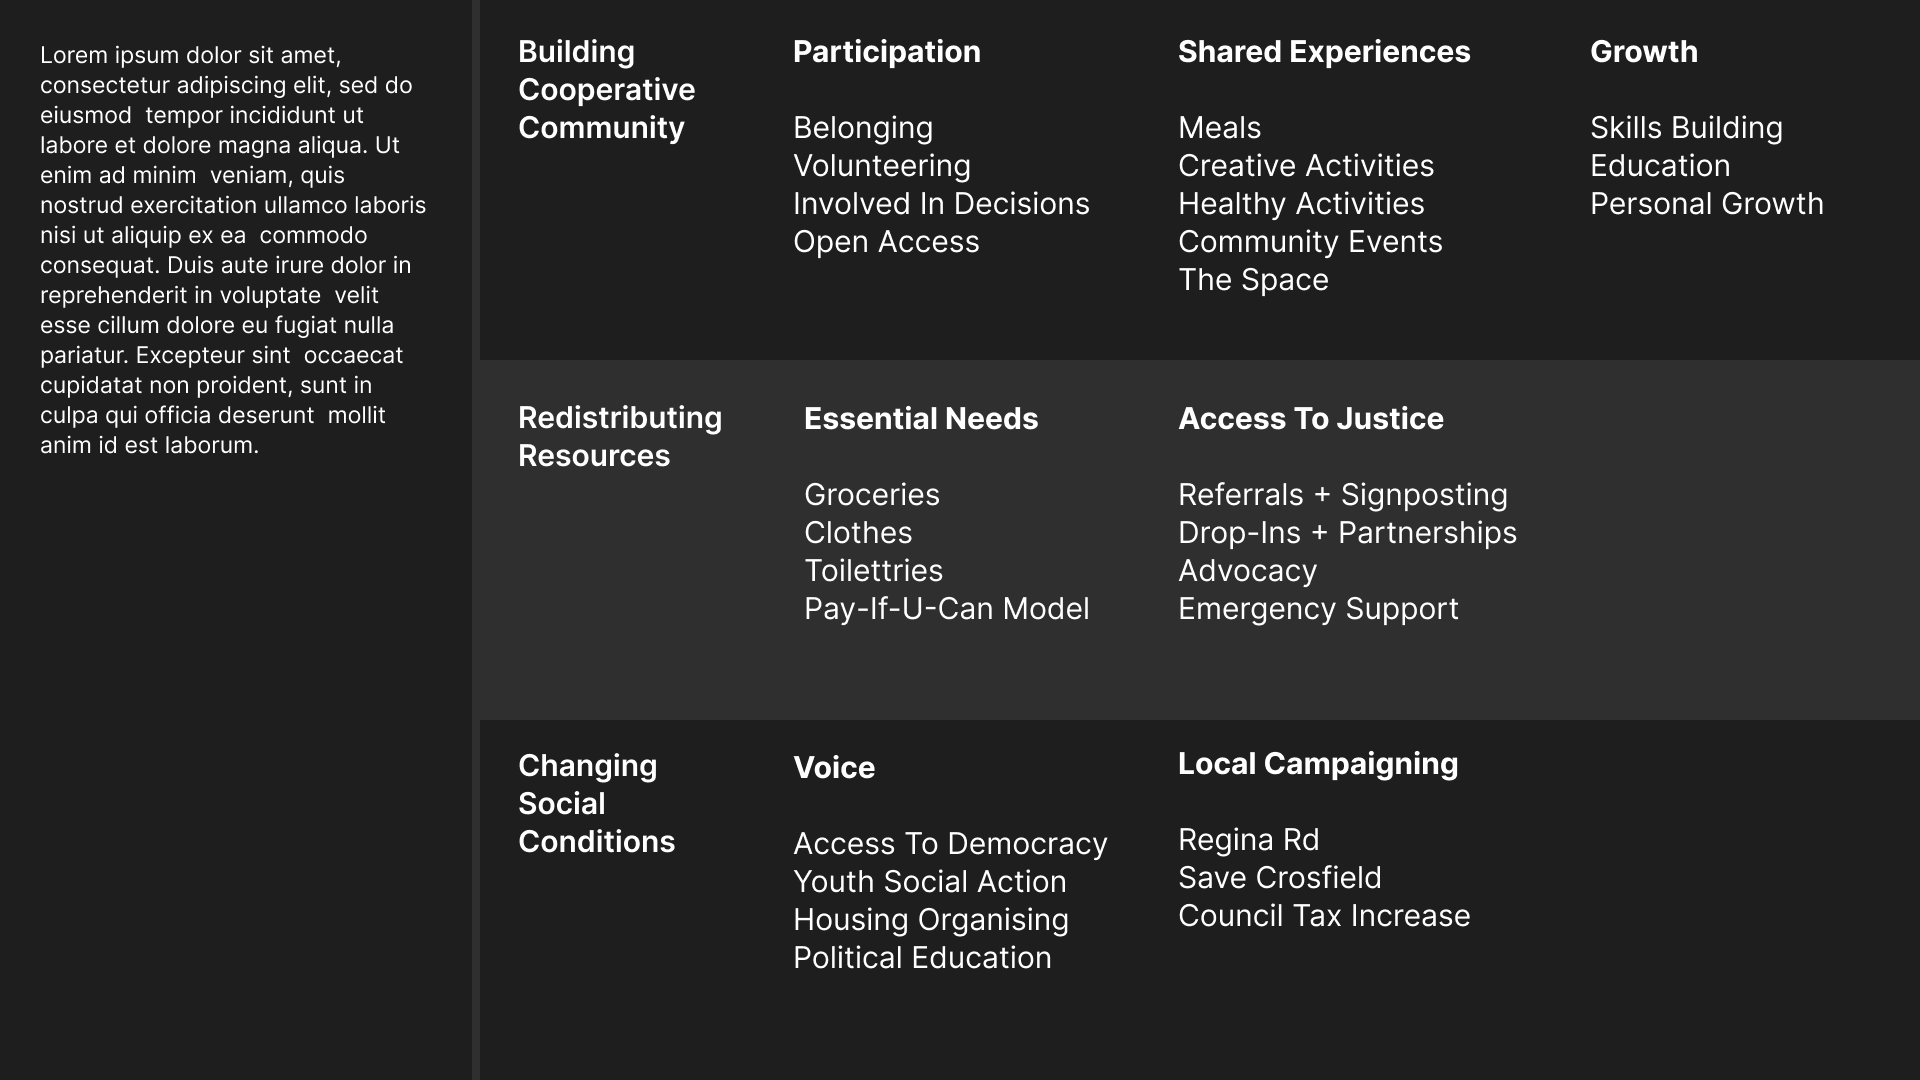 Lorem ipsum dolor sit amet,
consectetur adipiscing elit, sed do
eiusmod  tempor incididunt ut
labore et dolore magna aliqua. Ut
enim ad minim  veniam, quis
nostrud exercitation ullamco laboris
nisi ut aliquip ex ea  commodo
consequat. Duis aute irure dolor in
reprehenderit in voluptate  velit
esse cillum dolore eu fugiat nulla
pariatur. Excepteur sint  occaecat
cupidatat non proident, sunt in
culpa qui officia deserunt  mollit
anim id est laborum.
Building
Cooperative
Community
Participation
Belonging
Volunteering
Involved In Decisions
Open Access
Shared Experiences
Meals
Creative Activities
Healthy Activities
Community Events
The Space
Growth
Skills Building
Education
Personal Growth
Redistributing
Resources
Essential Needs
Groceries
Clothes
Toilettries
Pay-If-U-Can Model
Access To Justice
Referrals + Signposting
Drop-Ins + Partnerships
Advocacy
Emergency Support
Changing
Social
Conditions
Voice
Access To Democracy
Youth Social Action
Housing Organising
Political Education
Local Campaigning
Regina Rd
Save Crosfield
Council Tax Increase